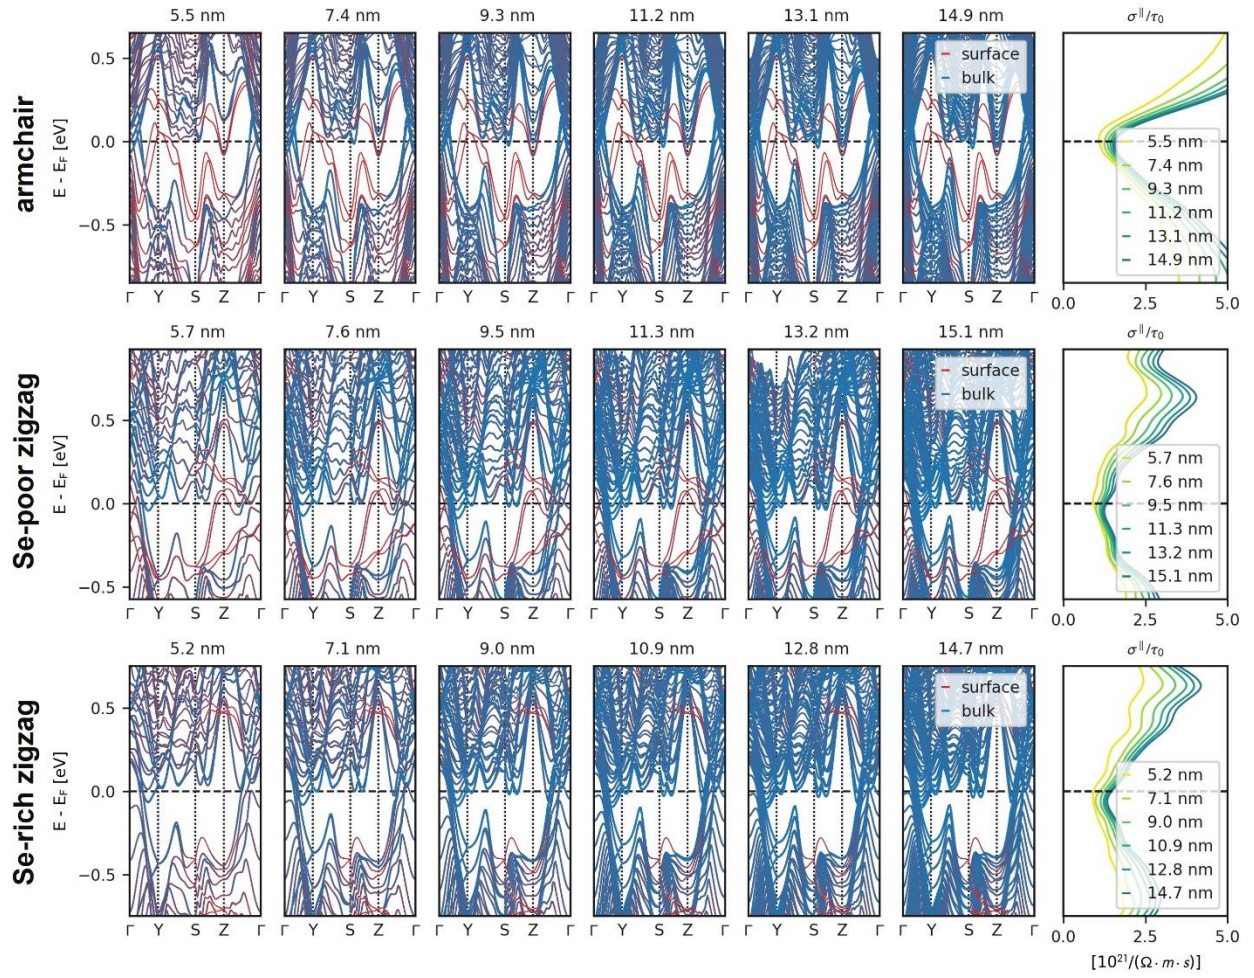 5.5 nm 7.4 nm 9.3 nm 11.2 nm 13.1 nm 14.9 nm σ∥/τ0
armchair
E - EF [eV]
0.5
0.0
−0.5
surface
bulk
5.5 nm
7.4 nm
9.3 nm
11.2 nm
13.1 nm
14.9 nm
Γ Y S Z Γ Γ Y S Z Γ Γ Y S Z Γ Γ Y S Z Γ Γ Y S Z Γ Γ Y S Z Γ 0.0 2.5 5.0
5.7 nm 7.6 nm 9.5 nm 11.3 nm 13.2 nm 15.1 nm σ∥/τ0
Se-poor zigzag
E - EF [eV]
0.5
0.0
−0.5
surface
bulk
5.7 nm
7.6 nm
9.5 nm
11.3 nm
13.2 nm
15.1 nm
Γ Y S Z Γ Γ Y S Z Γ Γ Y S Z Γ Γ Y S Z Γ Γ Y S Z Γ Γ Y S Z Γ 0.0 2.5 5.0
5.2 nm 7.1 nm 9.0 nm 10.9 nm 12.8 nm 14.7 nm σ∥/τ0
Se-rich zigzag
E - EF [eV]
0.5
0.0
−0.5
surface
bulk
5.2 nm
7.1 nm
9.0 nm
10.9 nm
12.8 nm
14.7 nm
Γ Y S Z Γ Γ Y S Z Γ Γ Y S Z Γ Γ Y S Z Γ Γ Y S Z Γ Γ Y S Z Γ 0.0 2.5 5.0
[10²¹/(Ω · m · s)]